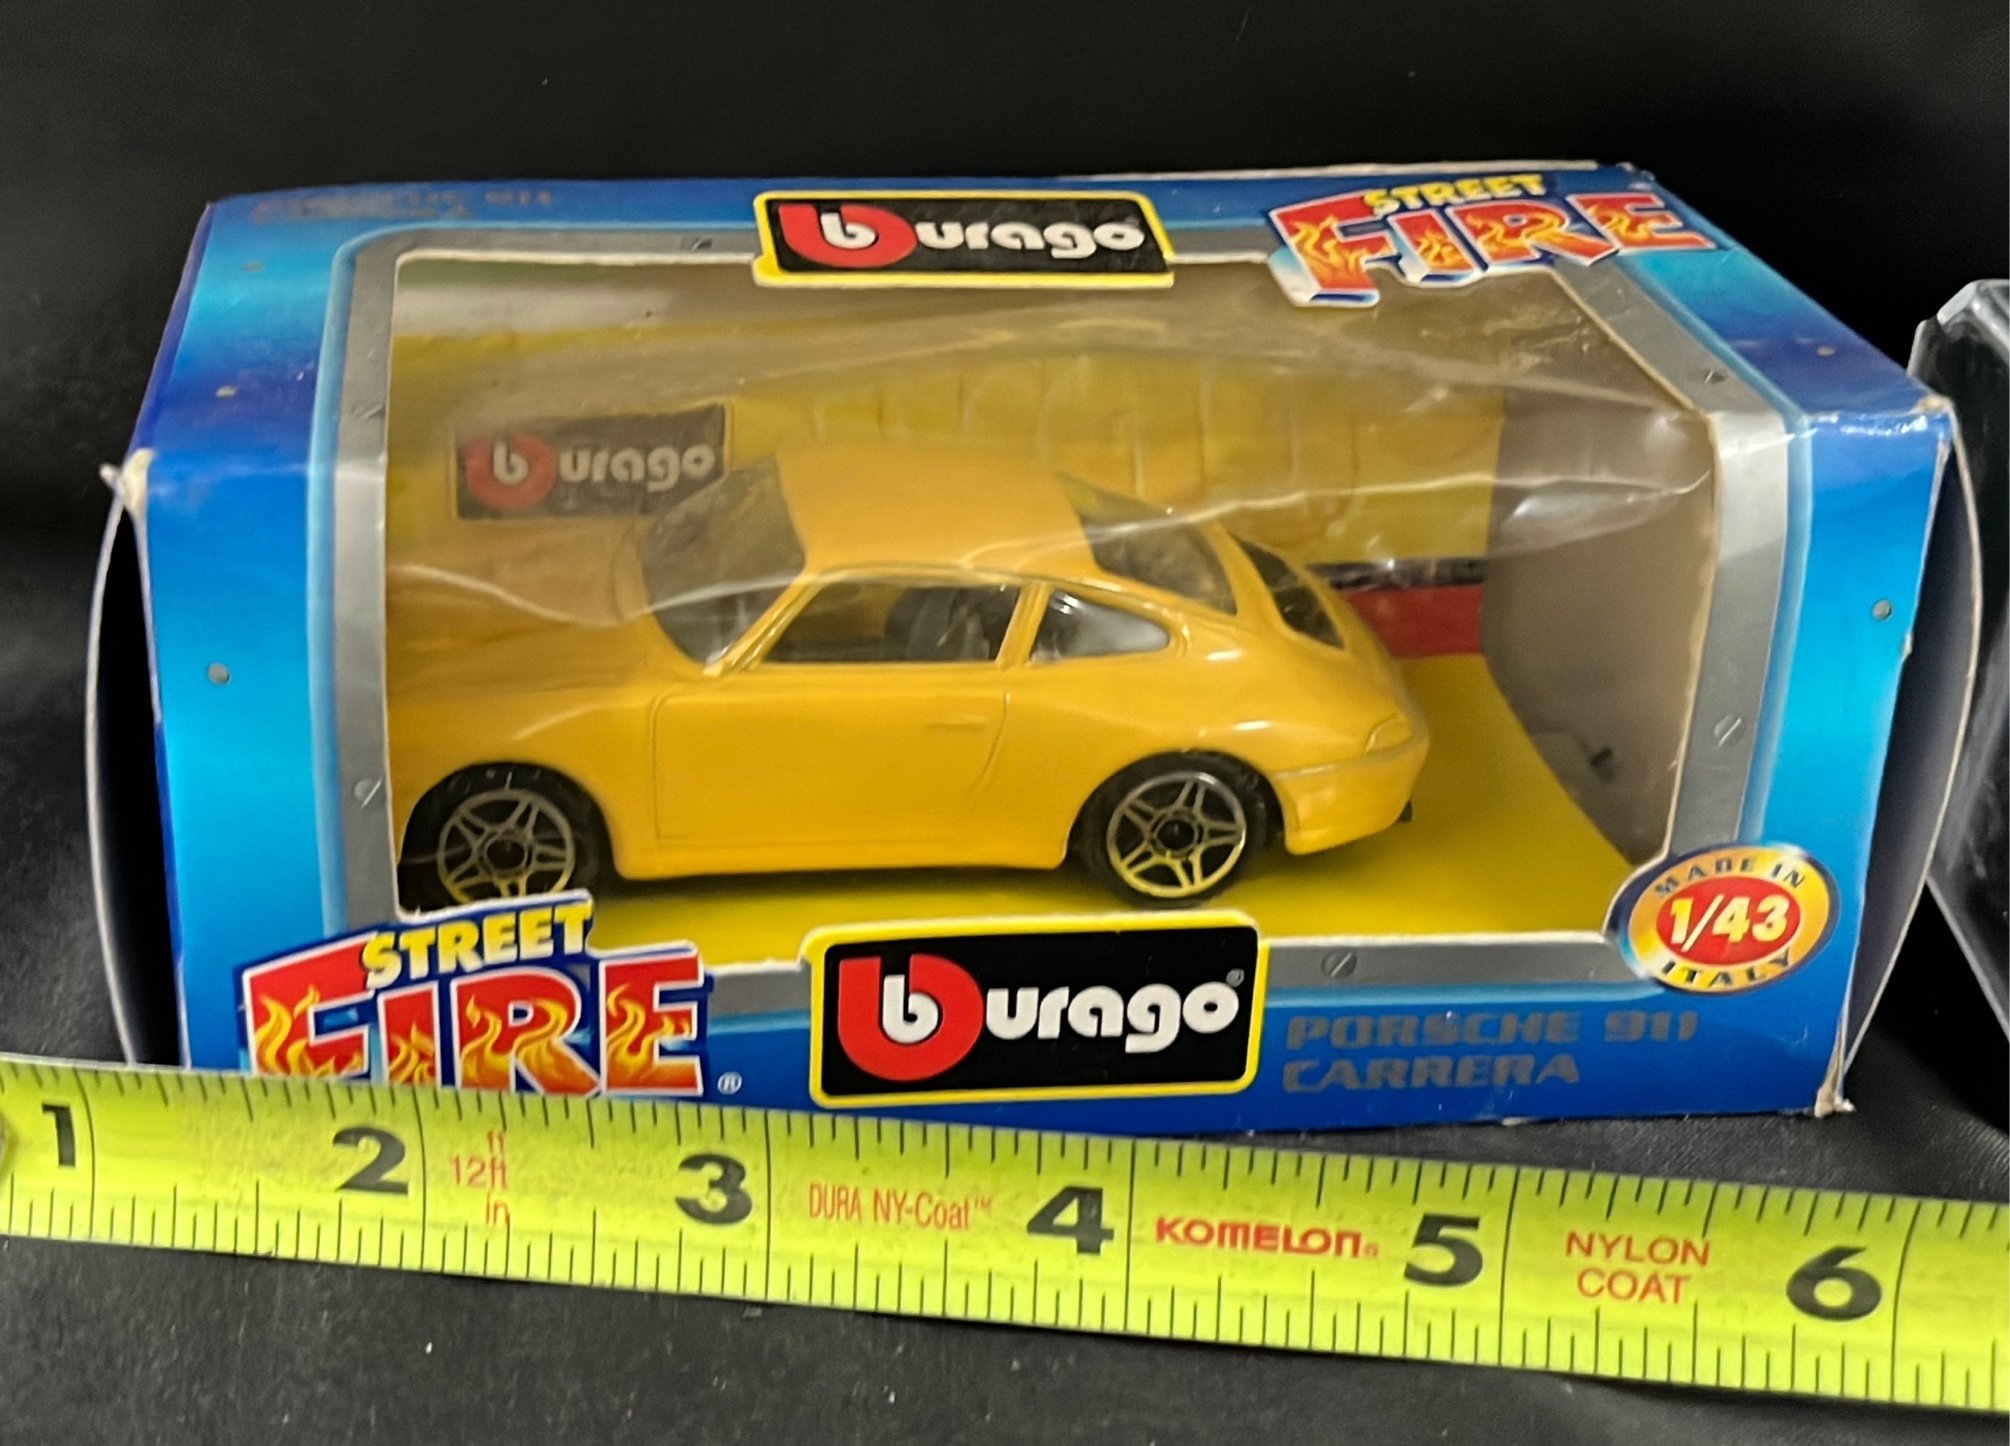 burago
STREET
FIRE
burago
STREET
FIRE®
burago®
MADE IN
1/43
ITALY
PORSCHE 911
CARRERA
1 2 3 4 5 6
ft
12ft
in
DURA NY-Coat™
KOMELON®
NYLON
COAT